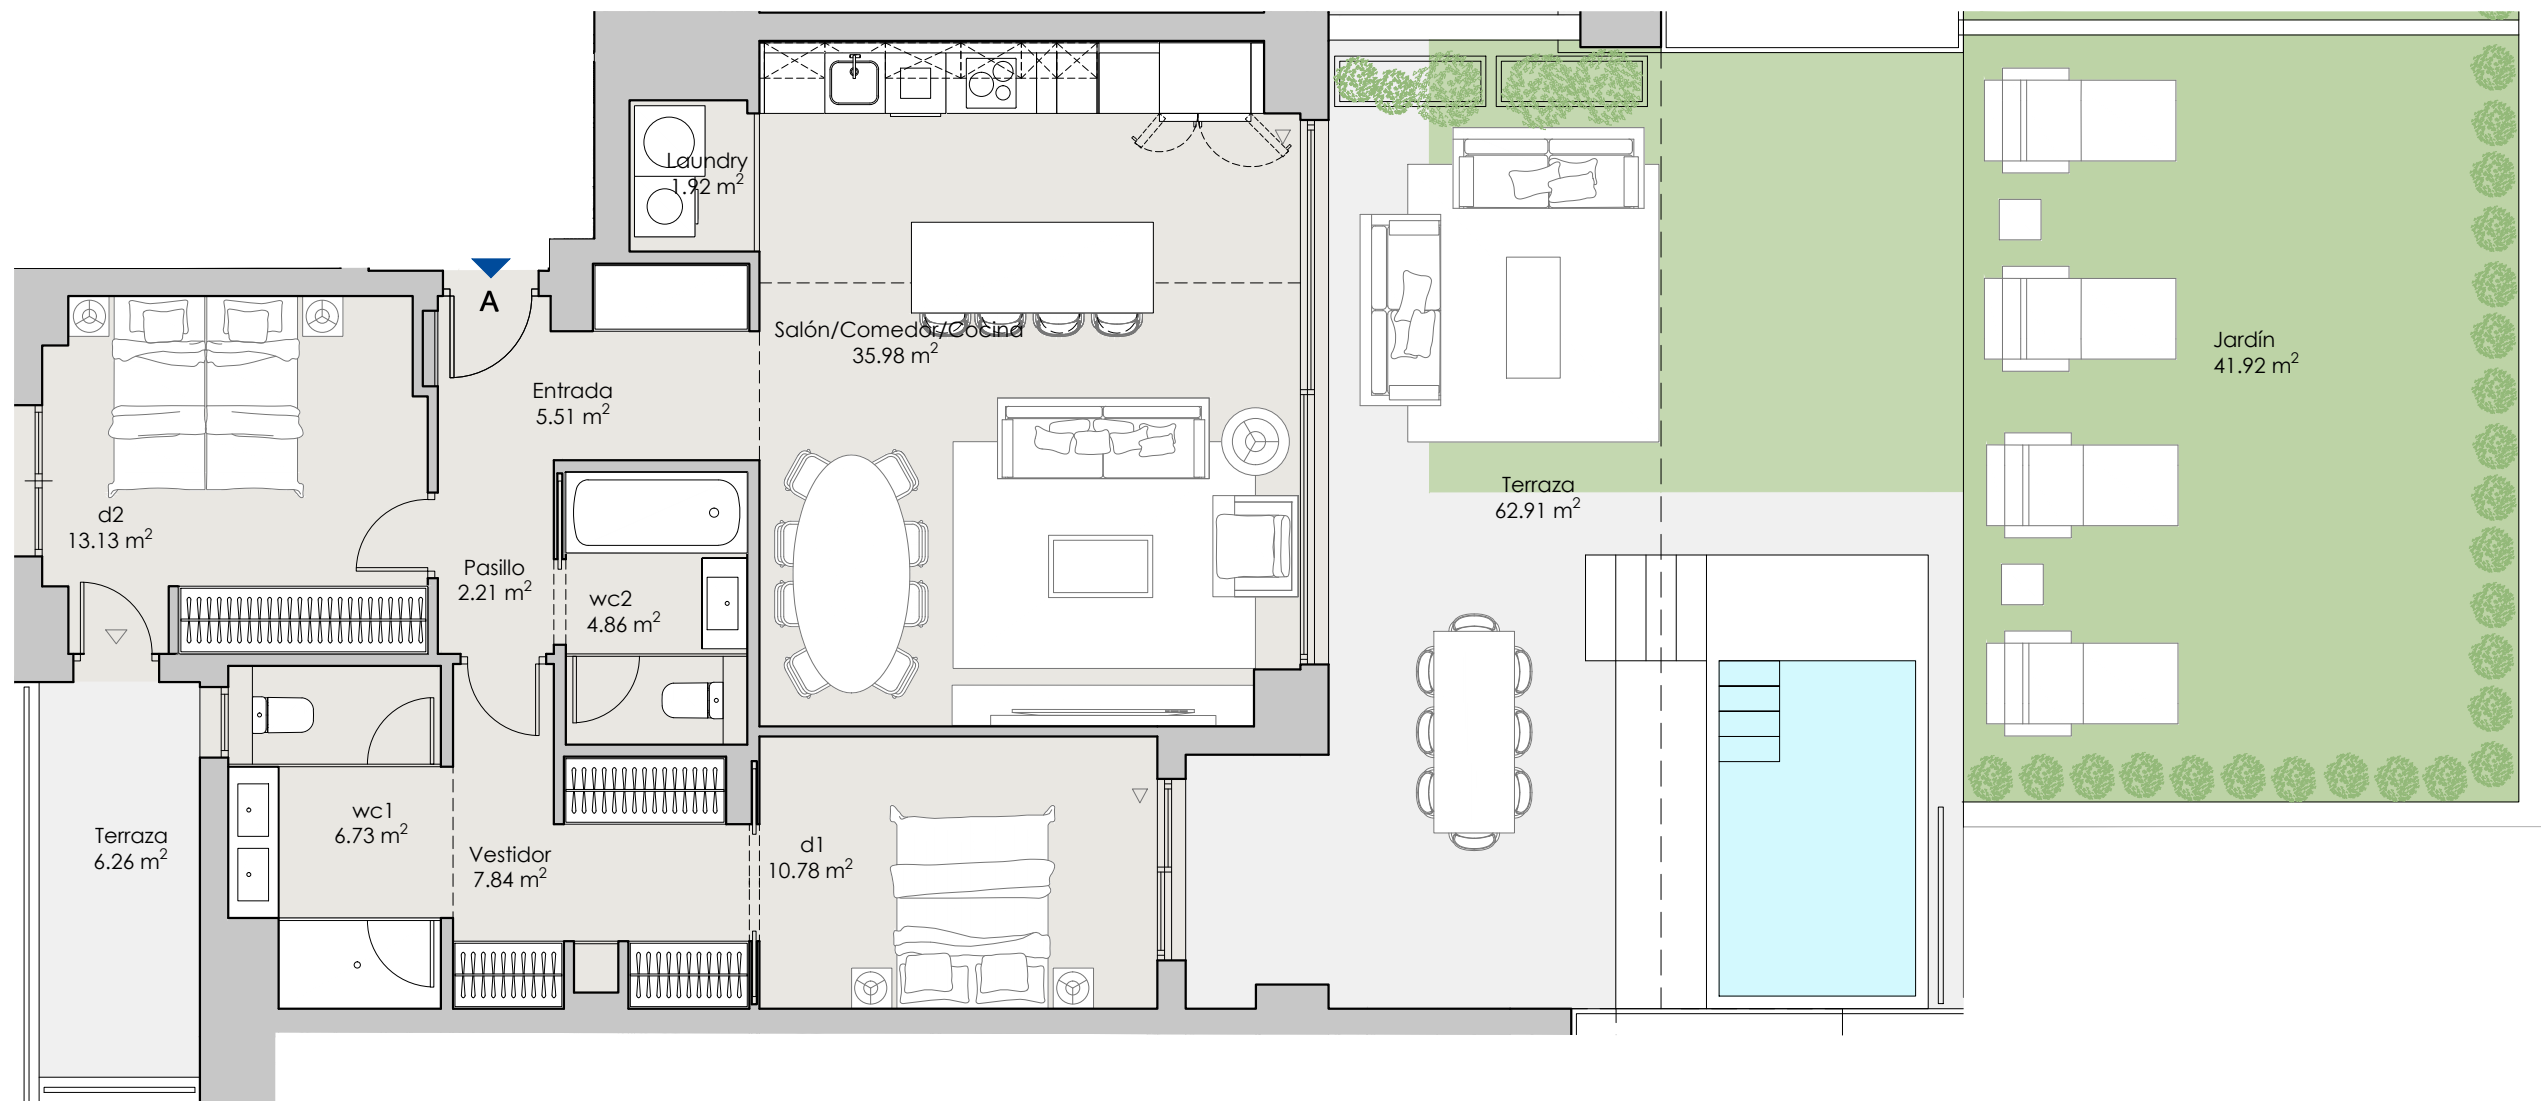 Laundry
1.92 m²
A
Salón/Comedor/Cocina
35.98 m²
Jardín
41.92 m²
Entrada
5.51 m²
Terraza
62.91 m²
d2
13.13 m²
Pasillo
2.21 m²
wc2
4.86 m²
wc1
6.73 m²
Terraza
6.26 m²
Vestidor
7.84 m²
d1
10.78 m²